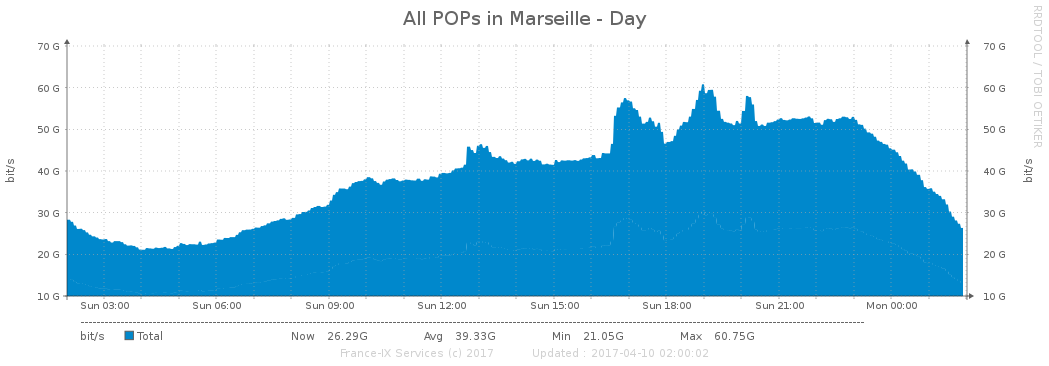 All POPs in Marseille - Day
RRDTOOL / TOBI OETIKER
70 G 70 G
60 G 60 G
50 G 50 G
40 G 40 G
30 G 30 G
20 G 20 G
10 G 10 G
bit/s bit/s
Sun 03:00 Sun 06:00 Sun 09:00 Sun 12:00 Sun 15:00 Sun 18:00 Sun 21:00 Mon 00:00
bit/s Total Now 26.29G Avg 39.33G Min 21.05G Max 60.75G
France-IX Services (c) 2017 Updated : 2017-04-10 02:00:02